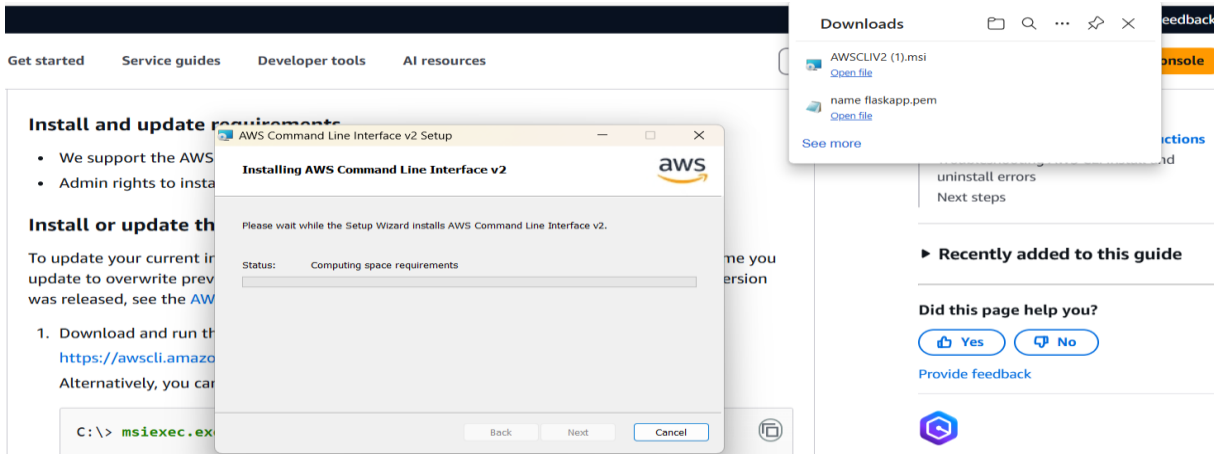 Get started Service guides Developer tools AI resources
eedback
onsole
Downloads
AWSCLIV2 (1).msi
Open file
name flaskapp.pem
Open file
See more
Install and update
• We support the AWS
• Admin rights to insta
Install or update th
To update your current in
me you
update to overwrite prev
ersion
was released, see the AW
1. Download and run th
https://awscli.amazo
Alternatively, you can
C:\> msiexec.exe
AWS Command Line Interface v2 Setup
Installing AWS Command Line Interface v2
aws
Please wait while the Setup Wizard installs AWS Command Line Interface v2.
Status: Computing space requirements
Back Next Cancel
uctions
nd
uninstall errors
Next steps
▶ Recently added to this guide
Did this page help you?
Yes No
Provide feedback